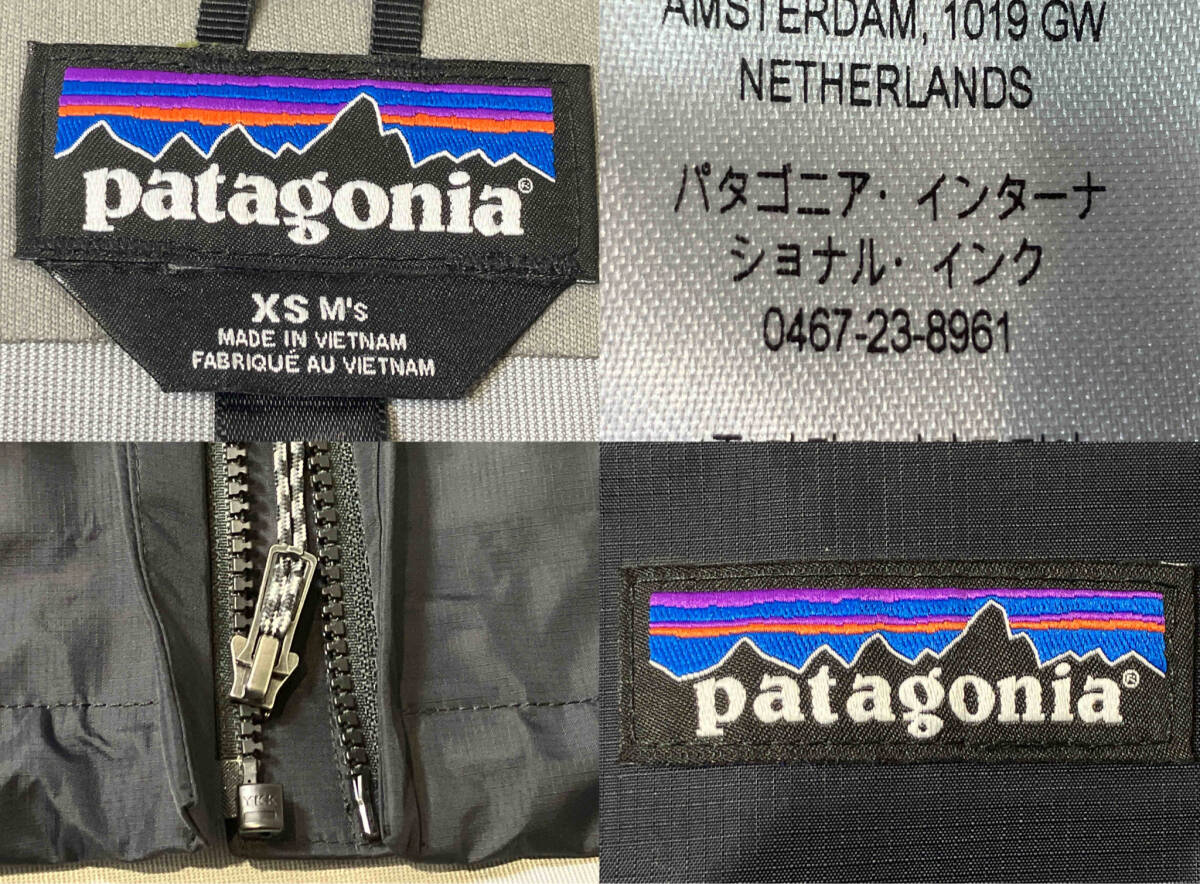 patagonia®
XS M's
MADE IN VIETNAM
FABRIQUÉ AU VIETNAM
AMSTERDAM, 1019 GW
NETHERLANDS
パタゴニア・インターナ
ショナル・インク
0467-23-8961
YKK
patagonia®